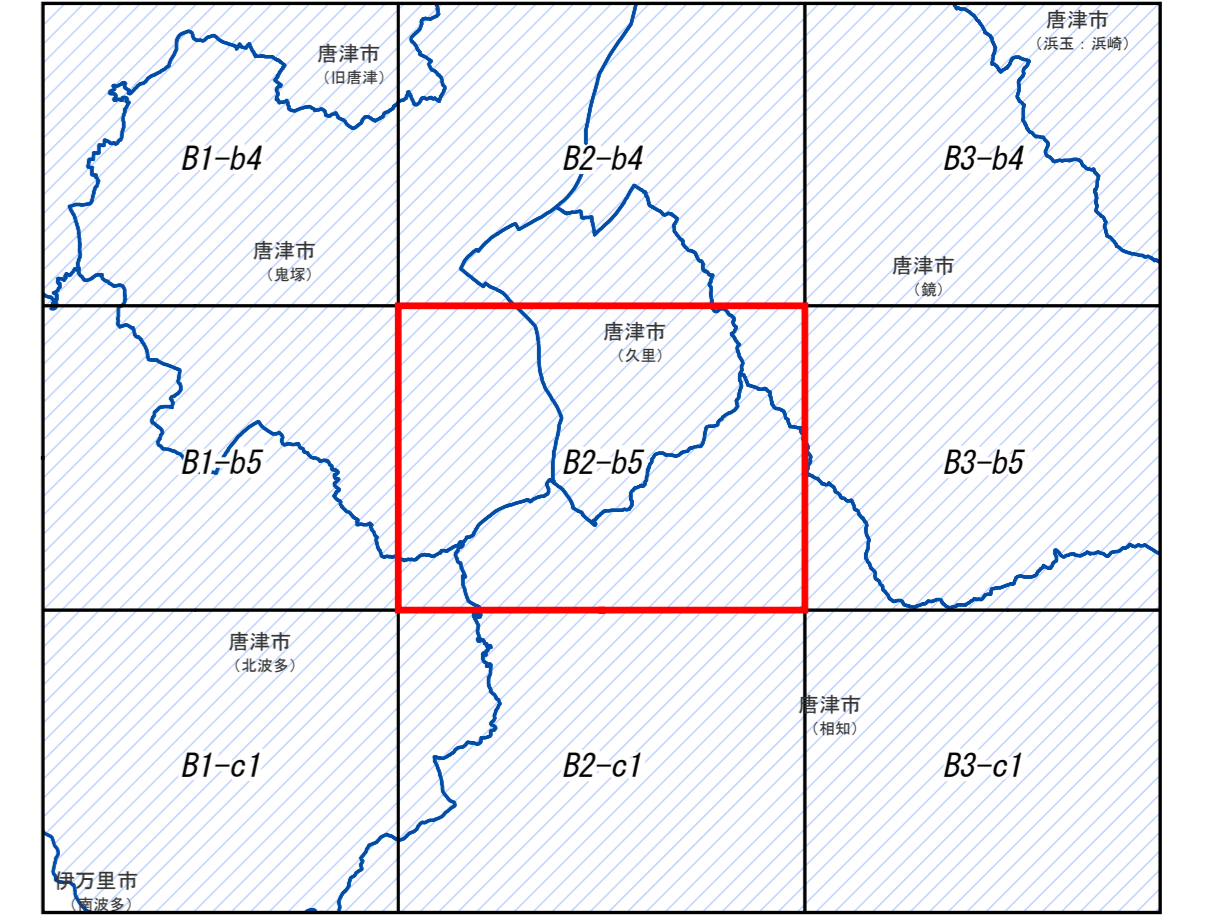 唐津市
（浜玉：浜崎）
唐津市
（旧唐津）
B1-b4
B2-b4
B3-b4
唐津市
（鬼塚）
唐津市
（鏡）
唐津市
（久里）
B1-b5
B2-b5
B3-b5
唐津市
（北波多）
唐津市
（相知）
B1-c1
B2-c1
B3-c1
伊万里市
（南波多）